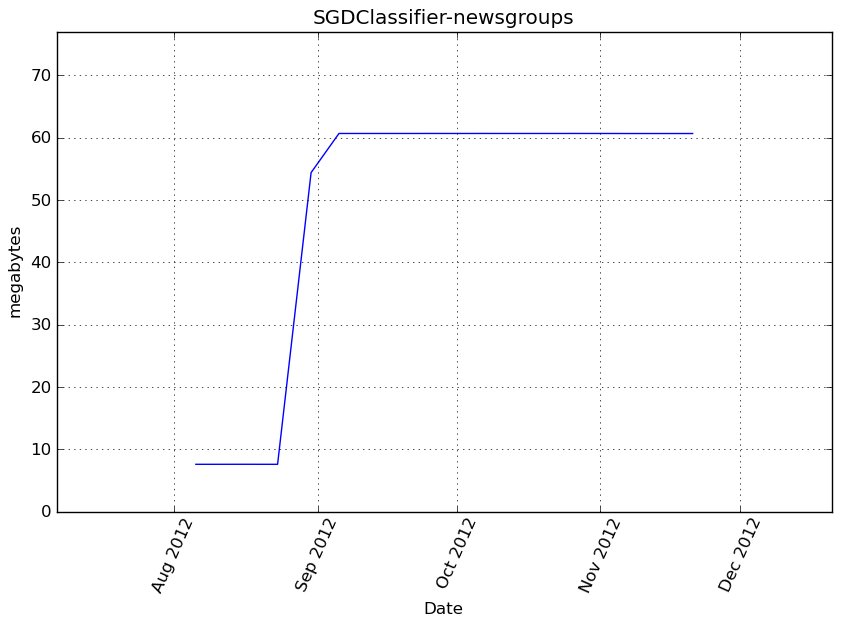 SGDClassifier-newsgroups
megabytes
70
60
50
40
30
20
10
0
Aug 2012
Sep 2012
Oct 2012
Nov 2012
Dec 2012
Date